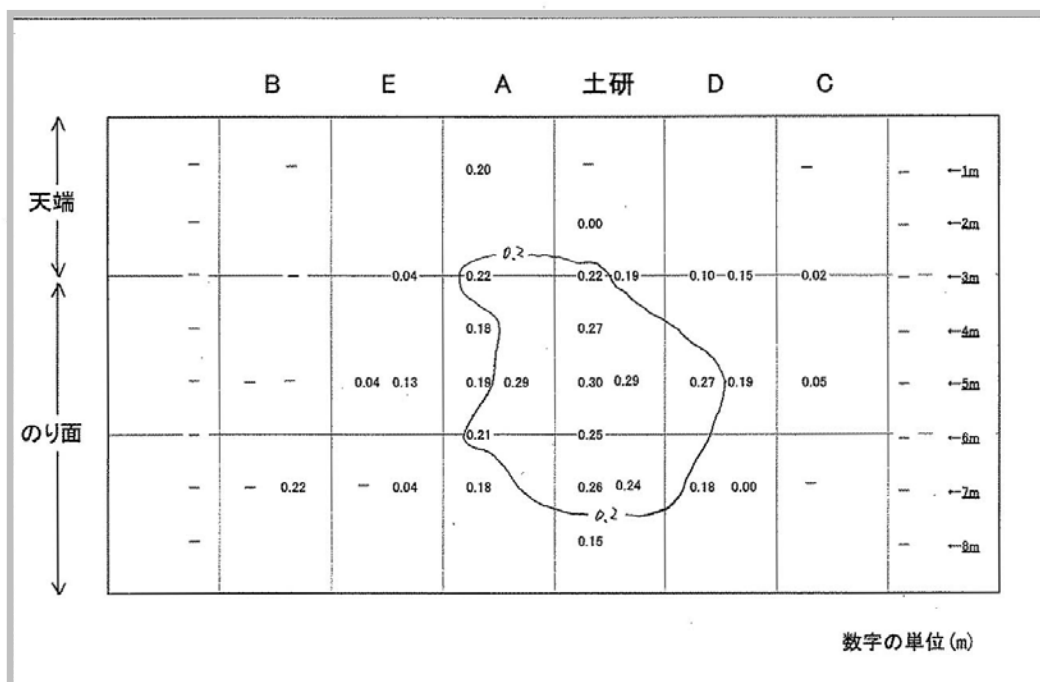 B E A 土研 D C
天端
のり面
— — 0.20 — — — ←1m
— 0.00 — ←2m
0.2
— — 0.04 0.22 0.22 0.19 0.10 0.15 0.02 — — ←3m
— 0.18 0.27 — ←4m
— — — 0.04 0.13 0.19 0.29 0.30 0.29 0.27 0.19 0.05 — ←5m
— 0.21 0.25 — — ←6m
— — 0.22 — 0.04 0.18 0.26 0.24 0.18 0.00 — — ←7m
0.2
— 0.15 — ←8m
数字の単位(m)